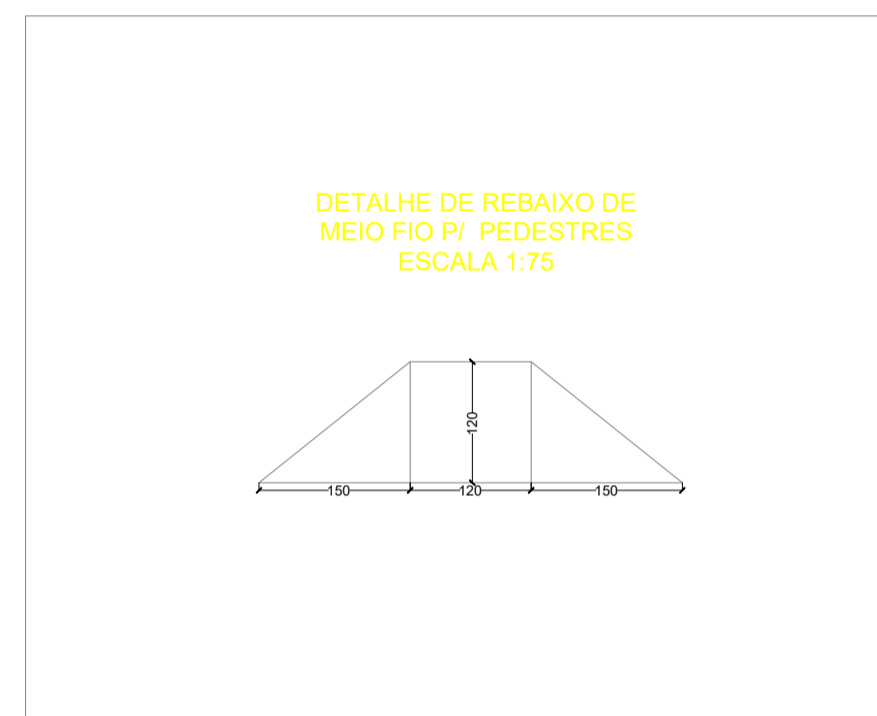 DETALHE DE REBAIXO DE
MEIO FIO P/ PEDESTRES
ESCALA 1:75
120
150 120 150